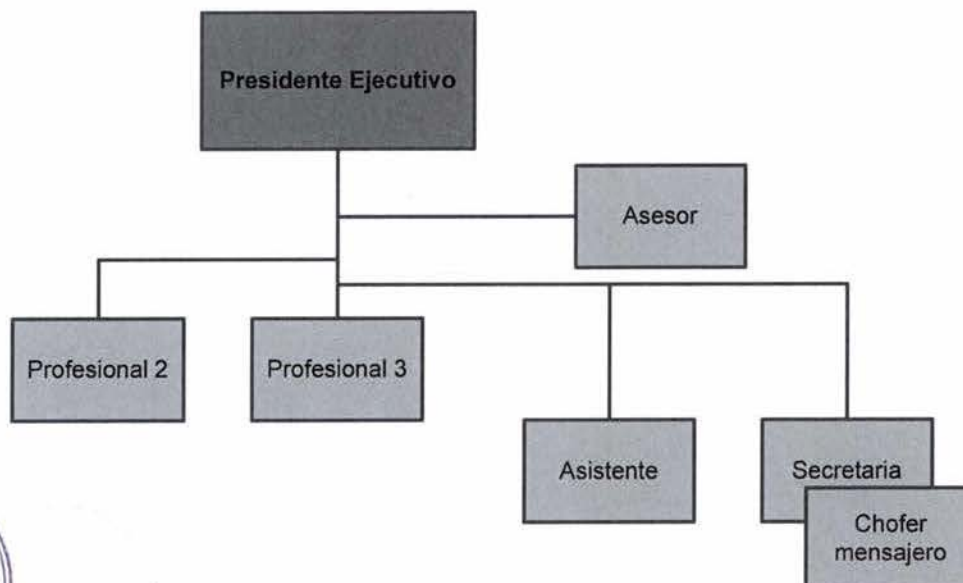 Presidente Ejecutivo
Asesor
Profesional 2
Profesional 3
Asistente
Secretaria
Chofer
mensajero